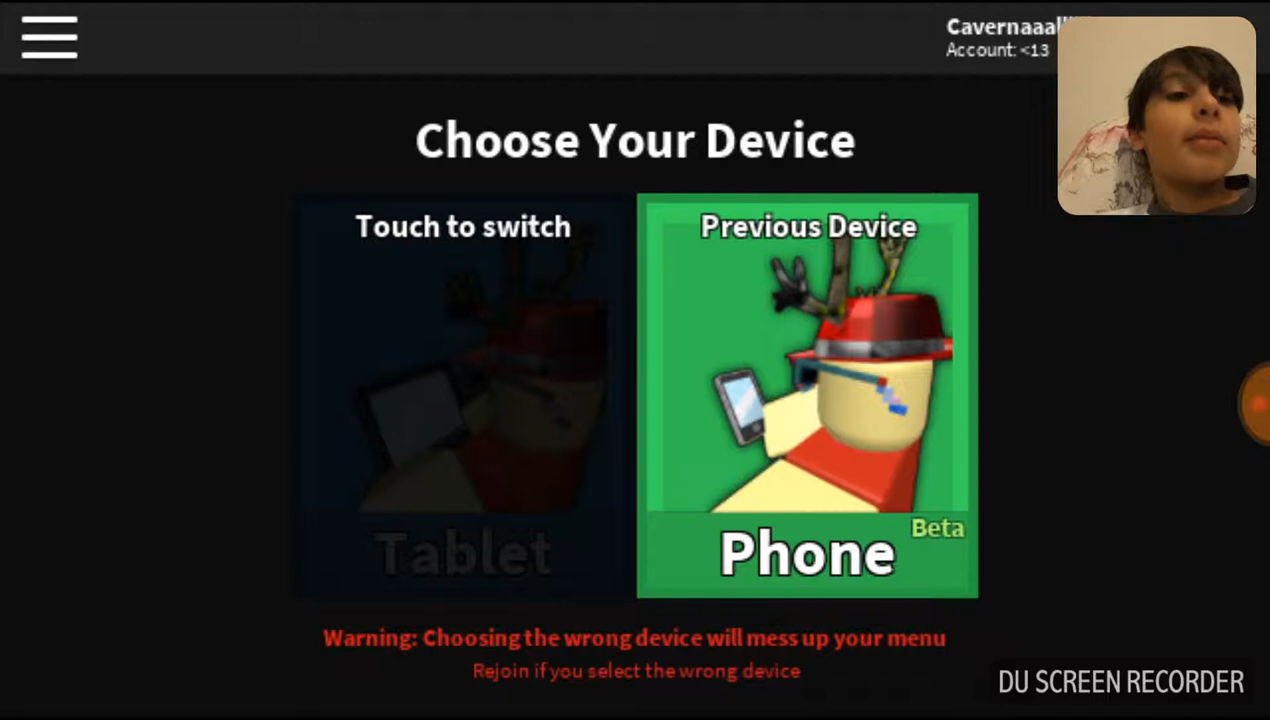 Account: <13
Choose Your Device
Touch to switch
Previous Device
Tablet
Phone
Beta
Warning: Choosing the wrong device will mess up your menu
Rejoin if you select the wrong device
DU SCREEN RECORDER